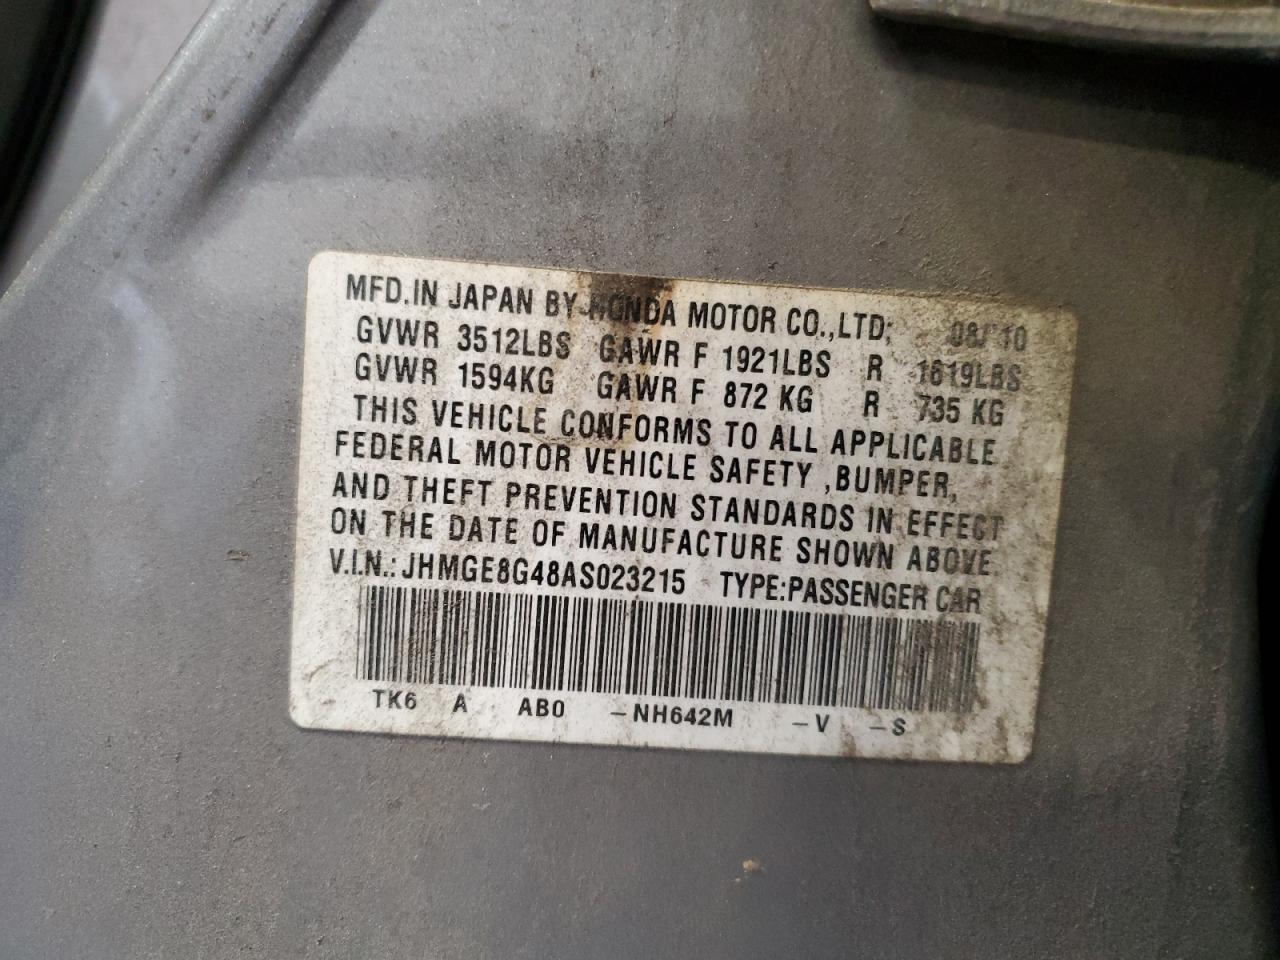 MFD.IN JAPAN BY HONDA MOTOR CO.,LTD; 08/10
GVWR 3512LBS GAWR F 1921LBS R 1619LBS
GVWR 1594KG GAWR F 872 KG R 735 KG
THIS VEHICLE CONFORMS TO ALL APPLICABLE
FEDERAL MOTOR VEHICLE SAFETY ,BUMPER,
AND THEFT PREVENTION STANDARDS IN EFFECT
ON THE DATE OF MANUFACTURE SHOWN ABOVE.
V.I.N.: JHMGE8G48AS023215 TYPE:PASSENGER CAR
TK6 A AB0 –NH642M –V –S